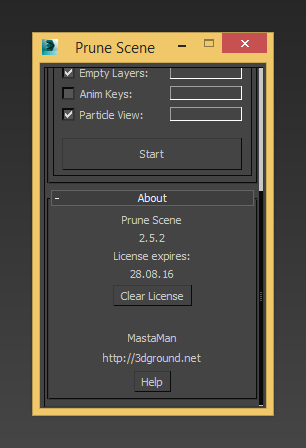 Prune Scene
Empty Layers:
Anim Keys:
Particle View:
Start
- About
Prune Scene
2.5.2
License expires:
28.08.16
Clear License
MastaMan
http://3dground.net
Help